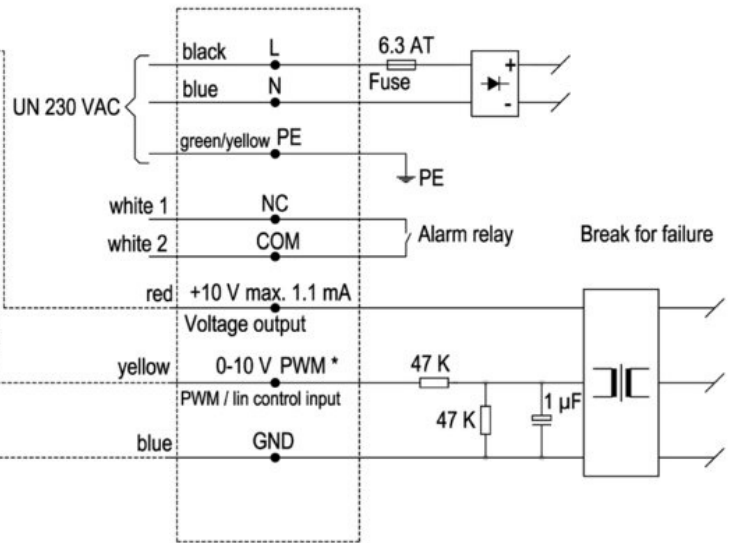 black L 6.3 AT
Fuse
blue N
UN 230 VAC
+
-
green/yellow PE
PE
white 1 NC
white 2 COM Alarm relay Break for failure
red +10 V max. 1.1 mA
Voltage output
yellow 0-10 V PWM * 47 K
PWM / lin control input
47 K 1 µF
blue GND